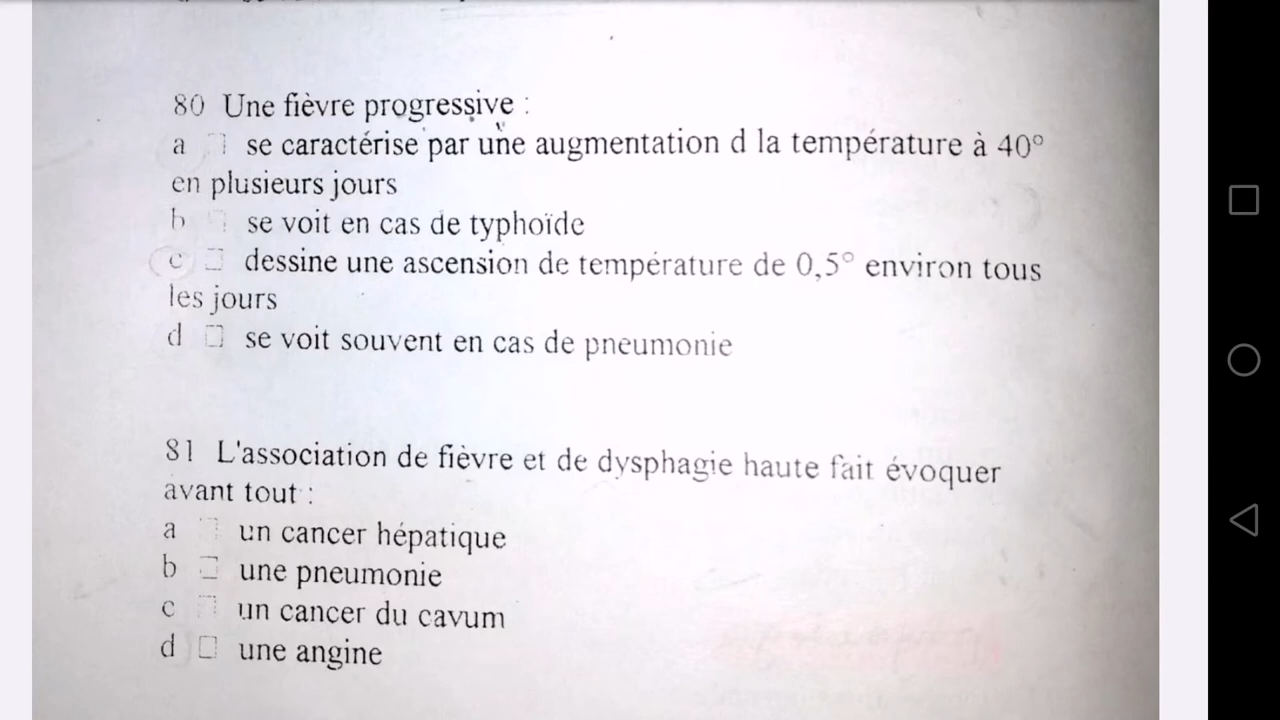 80 Une fièvre progressive :
a se caractérise par une augmentation d la température à 40°
en plusieurs jours
b se voit en cas de typhoïde
c dessine une ascension de température de 0,5° environ tous
les jours
d se voit souvent en cas de pneumonie
81 L'association de fièvre et de dysphagie haute fait évoquer
avant tout :
a un cancer hépatique
b une pneumonie
c un cancer du cavum
d une angine